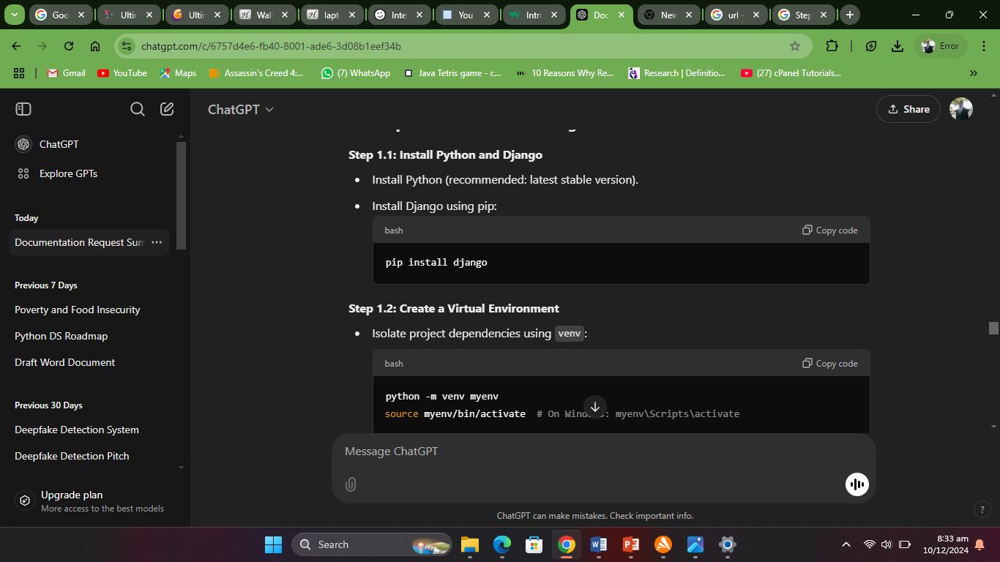 Goo
Ultir
Ultir
Wall
lapt
Inte
You
Intro
Doc
New
url -
Step
chatgpt.com/c/6757d4e6-fb40-8001-ade6-3d08b1eef34b
Error
Gmail
YouTube
Maps
Assassin's Creed 4:...
(7) WhatsApp
Java Tetris game - c...
10 Reasons Why Re...
Research | Definitio...
(27) cPanel Tutorials...
»
ChatGPT
Share
ChatGPT
Explore GPTs
Today
Documentation Request Sum
Previous 7 Days
Poverty and Food Insecurity
Python DS Roadmap
Draft Word Document
Previous 30 Days
Deepfake Detection System
Deepfake Detection Pitch
Upgrade plan
More access to the best models
Step 1.1: Install Python and Django
• Install Python (recommended: latest stable version).
• Install Django using pip:
bash
Copy code
pip install django
Step 1.2: Create a Virtual Environment
• Isolate project dependencies using venv:
bash
Copy code
python -m venv myenv
source myenv/bin/activate # On Wind s: myenv\Scripts\activate
Message ChatGPT
ChatGPT can make mistakes. Check important info.
?
Search
8:33 am
10/12/2024